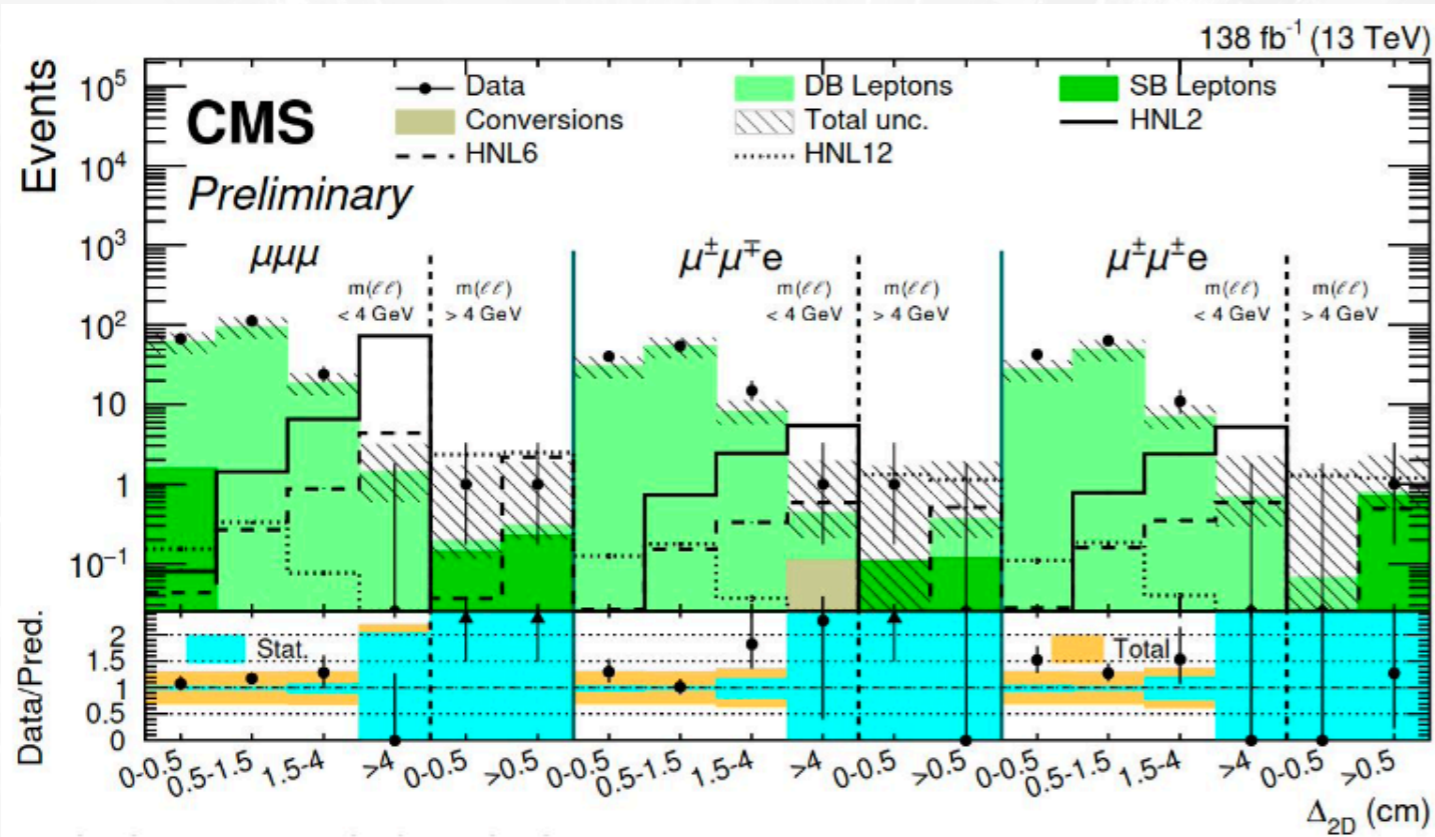 138 fb⁻¹ (13 TeV)
Events
10⁵
10⁴
10³
10²
10
1
10⁻¹
CMS
Preliminary
Data
DB Leptons
SB Leptons
Conversions
Total unc.
HNL2
HNL6
HNL12
μμμ
μ±μ∓e
μ±μ±e
m(ℓℓ) < 4 GeV
m(ℓℓ) > 4 GeV
m(ℓℓ) < 4 GeV
m(ℓℓ) > 4 GeV
m(ℓℓ) < 4 GeV
m(ℓℓ) > 4 GeV
Data/Pred.
2
1.5
1
0.5
0
Stat.
Total
0-0.5 0.5-1.5 1.5-4 >4 0-0.5 >0.5 0-0.5 0.5-1.5 1.5-4 >4 0-0.5 >0.5 0-0.5 0.5-1.5 1.5-4 >4 0-0.5 >0.5
Δ2D (cm)